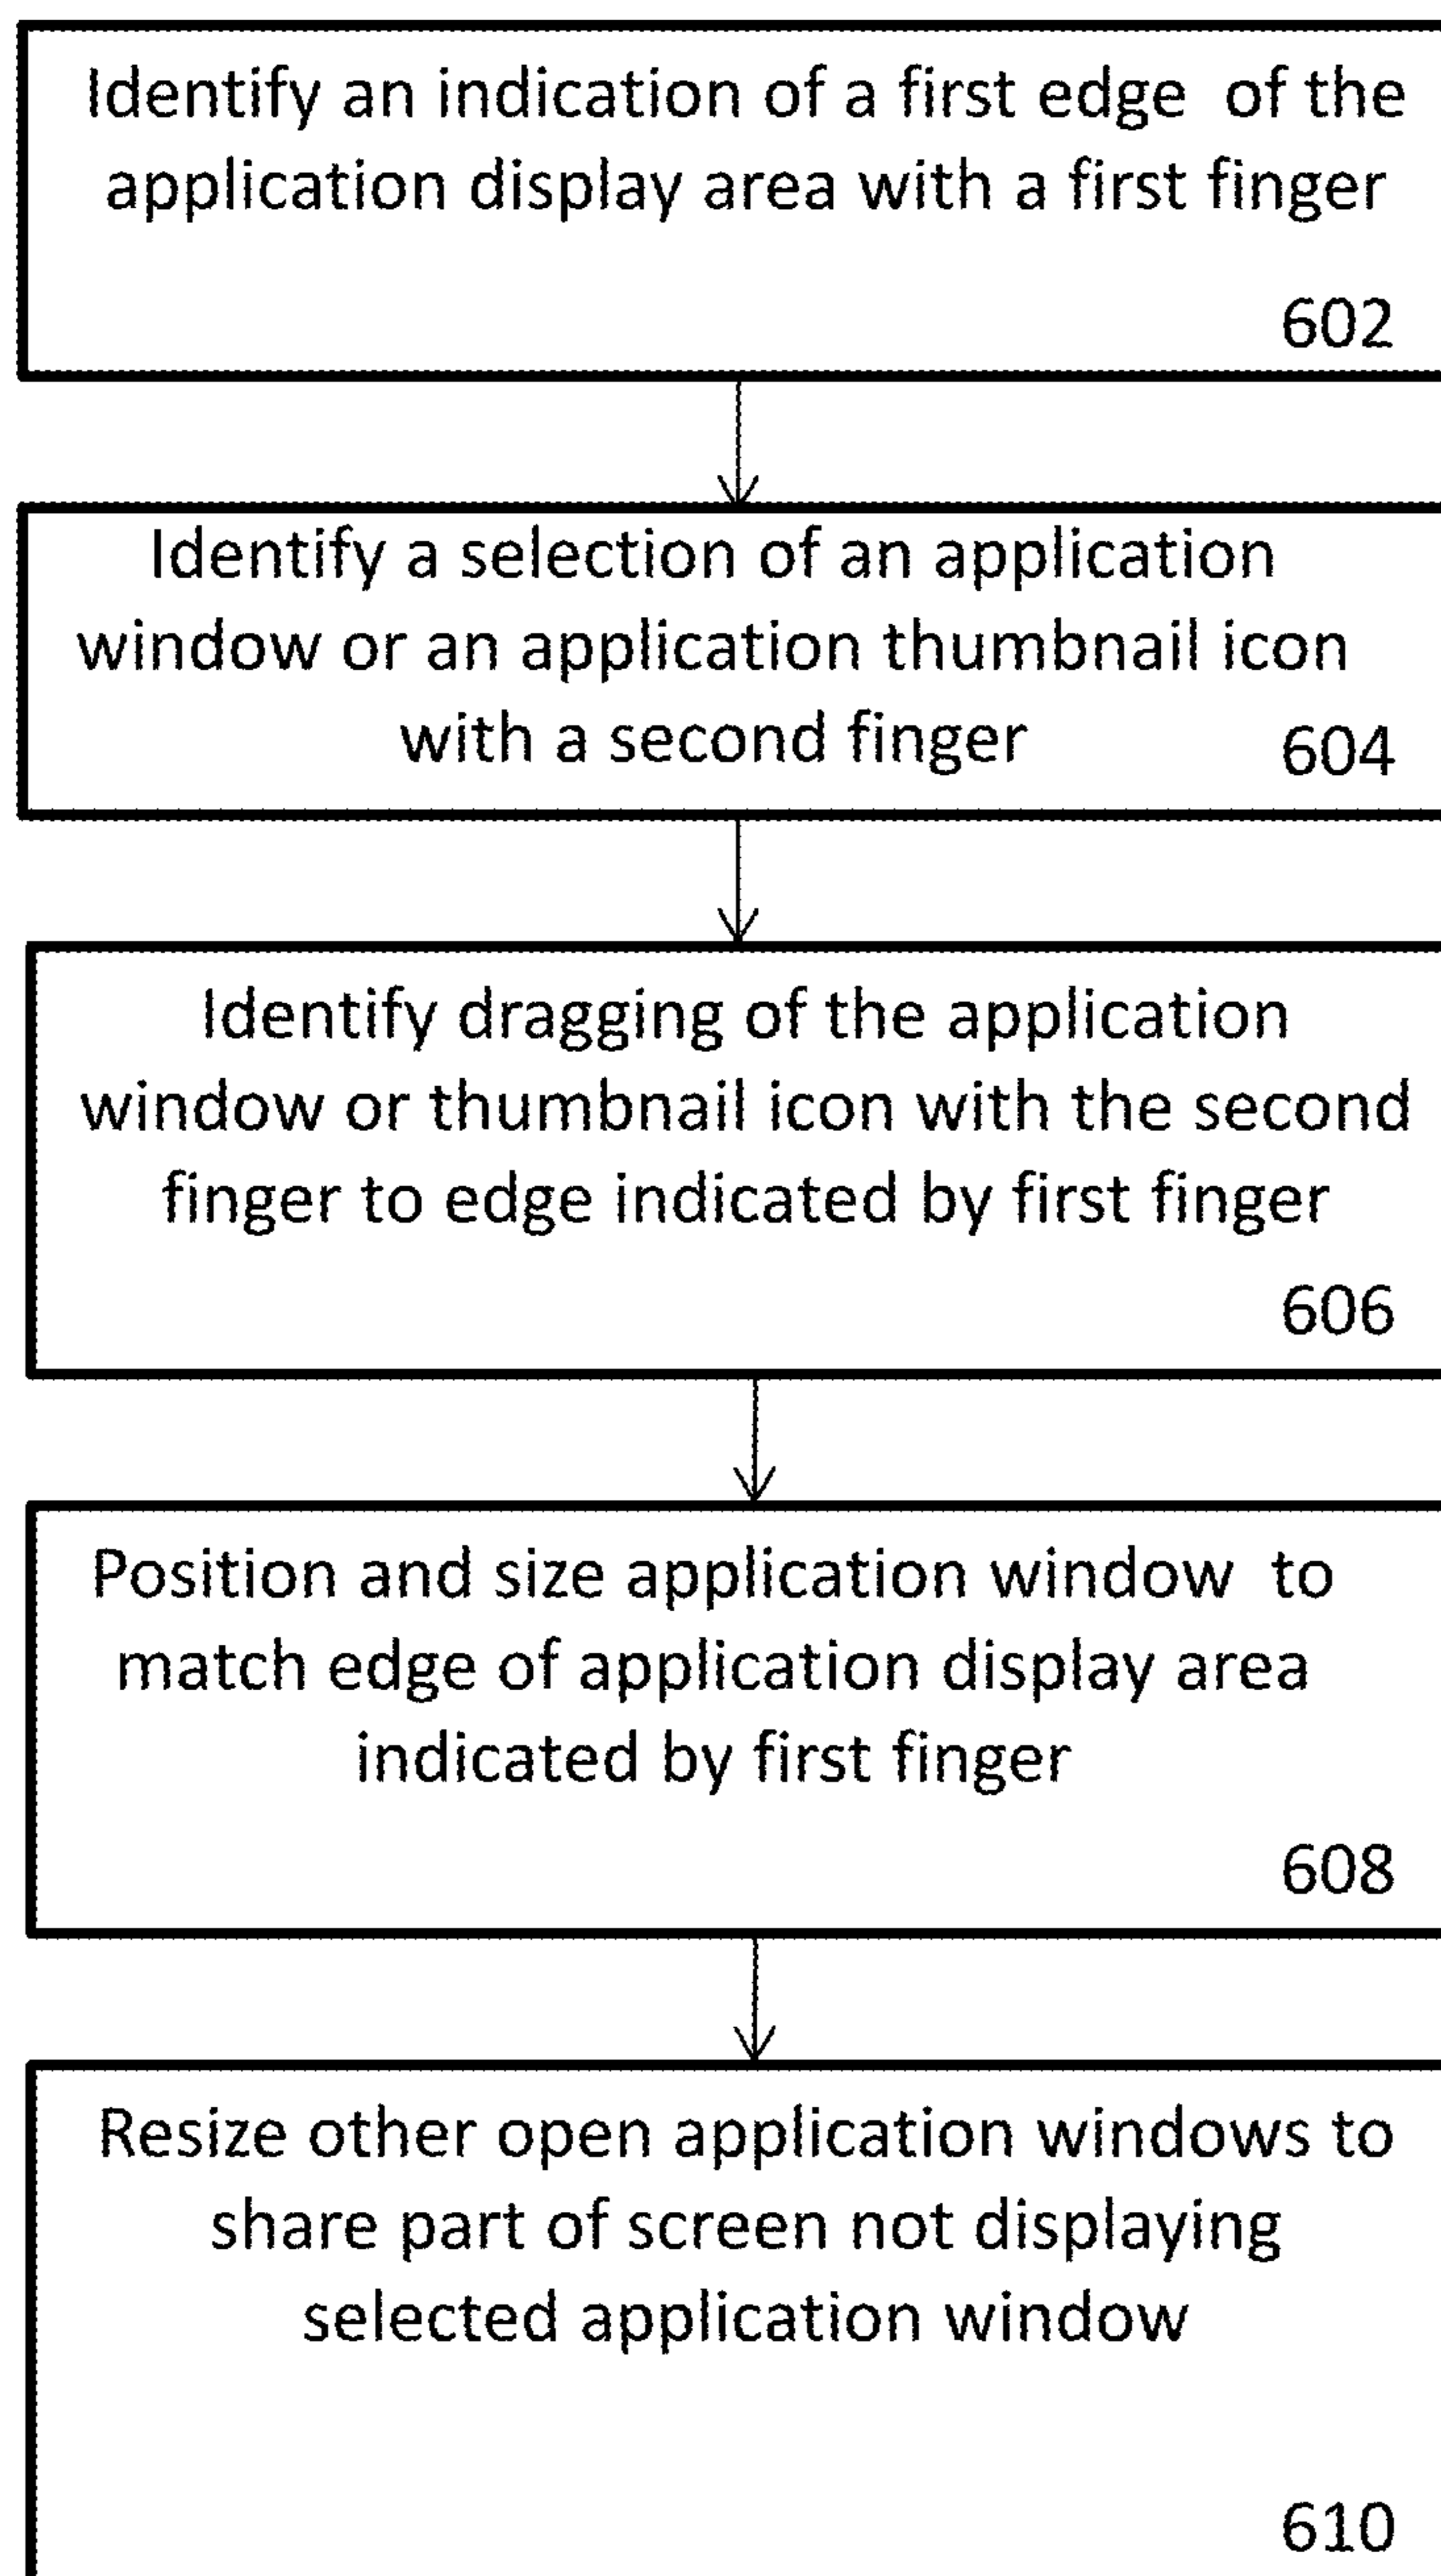 Identify an indication of a first edge of the
application display area with a first finger
602
Identify a selection of an application
window or an application thumbnail icon
with a second finger 604
Identify dragging of the application
window or thumbnail icon with the second
finger to edge indicated by first finger
606
Position and size application window to
match edge of application display area
indicated by first finger
608
Resize other open application windows to
share part of screen not displaying
selected application window
610